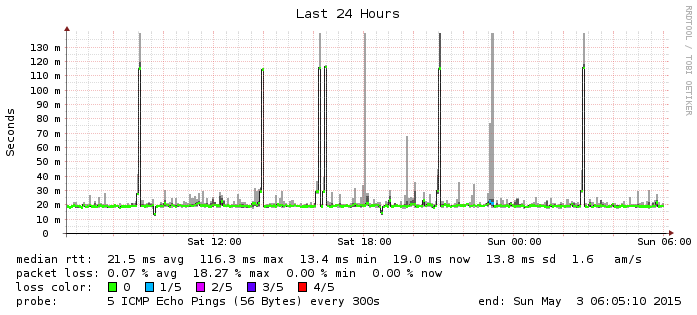 Last 24 Hours
RRDTOOL / TOBI OETIKER
Seconds
130 m
120 m
110 m
100 m
90 m
80 m
70 m
60 m
50 m
40 m
30 m
20 m
10 m
0
Sat 12:00 Sat 18:00 Sun 00:00 Sun 06:00
median rtt: 21.5 ms avg 116.3 ms max 13.4 ms min 19.0 ms now 13.8 ms sd 1.6 am/s
packet loss: 0.07 % avg 18.27 % max 0.00 % min 0.00 % now
loss color: 0 1/5 2/5 3/5 4/5
probe: 5 ICMP Echo Pings (56 Bytes) every 300s end: Sun May 3 06:05:10 2015